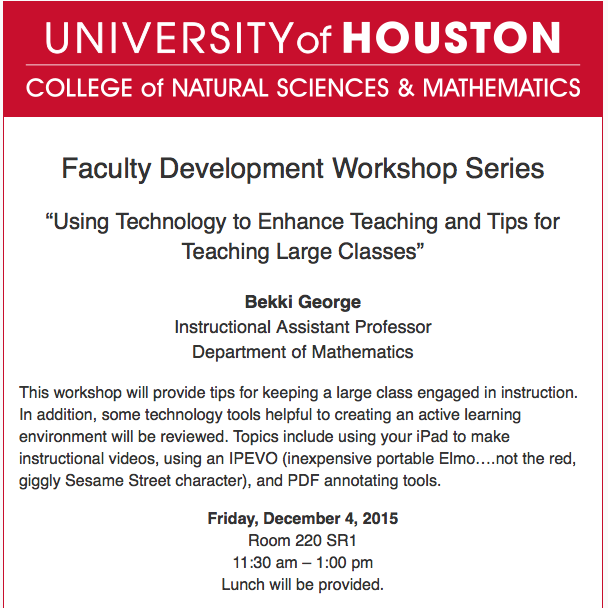 UNIVERSITY of HOUSTON
COLLEGE of NATURAL SCIENCES & MATHEMATICS
Faculty Development Workshop Series
“Using Technology to Enhance Teaching and Tips for
Teaching Large Classes”
Bekki George
Instructional Assistant Professor
Department of Mathematics
This workshop will provide tips for keeping a large class engaged in instruction.
In addition, some technology tools helpful to creating an active learning
environment will be reviewed. Topics include using your iPad to make
instructional videos, using an IPEVO (inexpensive portable Elmo….not the red,
giggly Sesame Street character), and PDF annotating tools.
Friday, December 4, 2015
Room 220 SR1
11:30 am – 1:00 pm
Lunch will be provided.